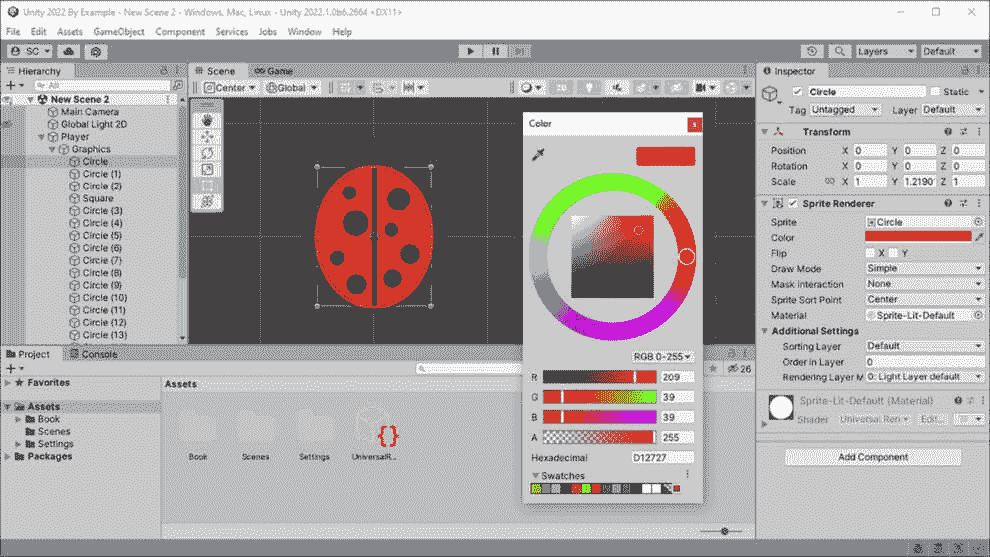 Unity 2022 By Example - New Scene 2 - Windows, Mac, Linux - Unity 2022.1.0b6.2664 <DX11>
File Edit Assets GameObject Component Services Jobs Window Help
SC Layers Default
Hierarchy
All
New Scene 2
Main Camera
Global Light 2D
Player
Graphics
Circle
Circle (1)
Circle (2)
Square
Circle (3)
Circle (4)
Circle (5)
Circle (6)
Circle (7)
Circle (8)
Circle (9)
Circle (10)
Circle (11)
Circle (12)
Circle (13)
Scene Game
Center Global 2D
Color
RGB 0-255
R 209
G 39
B 39
A 255
Hexadecimal D12727
Swatches
Inspector
Circle Static
Tag Untagged Layer Default
Transform
Position X 0 Y 0 Z 0
Rotation X 0 Y 0 Z 0
Scale X 1 Y 1.2190 Z 1
Sprite Renderer
Sprite Circle
Color
Flip X Y
Draw Mode Simple
Mask Interaction None
Sprite Sort Point Center
Material Sprite-Lit-Default
Additional Settings
Sorting Layer Default
Order in Layer 0
Rendering Layer M 0: Light Layer default
Sprite-Lit-Default (Material)
Shader Universal Ren Edit...
Add Component
Project Console
26
Favorites
Assets
Book
Scenes
Settings
Packages
Assets
Book Scenes Settings UniversalR...